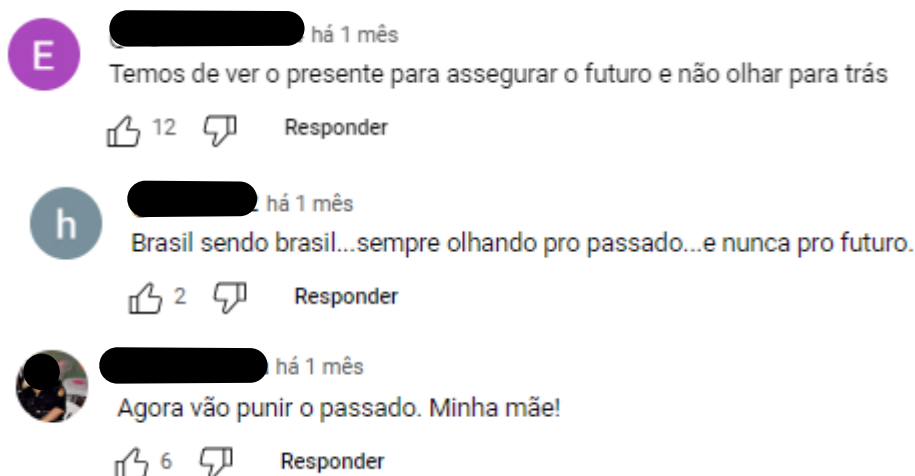 E
há 1 mês
Temos de ver o presente para assegurar o futuro e não olhar para trás
12 Responder
h
há 1 mês
Brasil sendo brasil...sempre olhando pro passado...e nunca pro futuro.
2 Responder
há 1 mês
Agora vão punir o passado. Minha mãe!
6 Responder